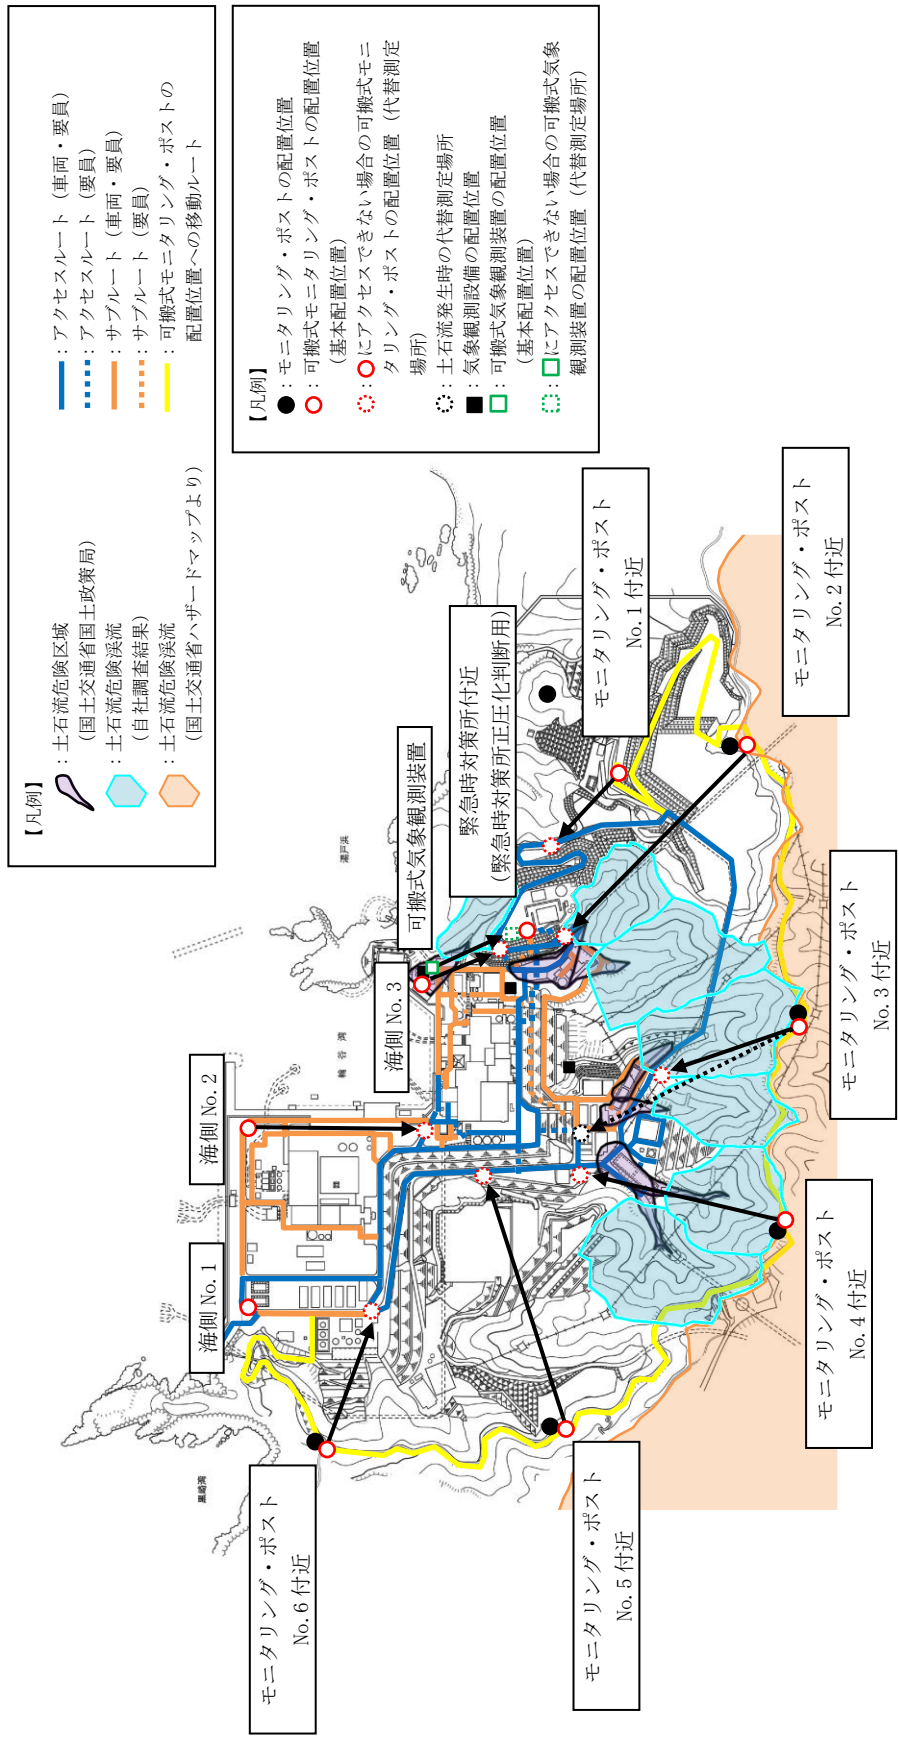 【凡例】
：土石流危険区域
（国土交通省国土政策局）
：土石流危険渓流
（自社調査結果）
：土石流危険渓流
（国土交通省ハザードマップより）
：アクセスルート（車両・要員）
：アクセスルート（要員）
：サブルート（車両・要員）
：サブルート（要員）
：可搬式モニタリング・ポストの
配置位置への移動ルート
【凡例】
：モニタリング・ポストの配置位置
：可搬式モニタリング・ポストの配置位置
（基本配置位置）
：にアクセスできない場合の可搬式モニ
タリング・ポストの配置位置（代替測定
場所）
：土石流発生時の代替測定場所
：気象観測設備の配置位置
：可搬式気象観測装置の配置位置
（基本配置位置）
：にアクセスできない場合の可搬式気象
観測装置の配置位置（代替測定場所）
海側 No.1
海側 No.2
海側 No.3
可搬式気象観測装置
緊急時対策所付近
（緊急時対策所正圧化判断用）
モニタリング・ポスト
No.1 付近
モニタリング・ポスト
No.2 付近
モニタリング・ポスト
No.3 付近
モニタリング・ポスト
No.4 付近
モニタリング・ポスト
No.5 付近
モニタリング・ポスト
No.6 付近
輪谷湾